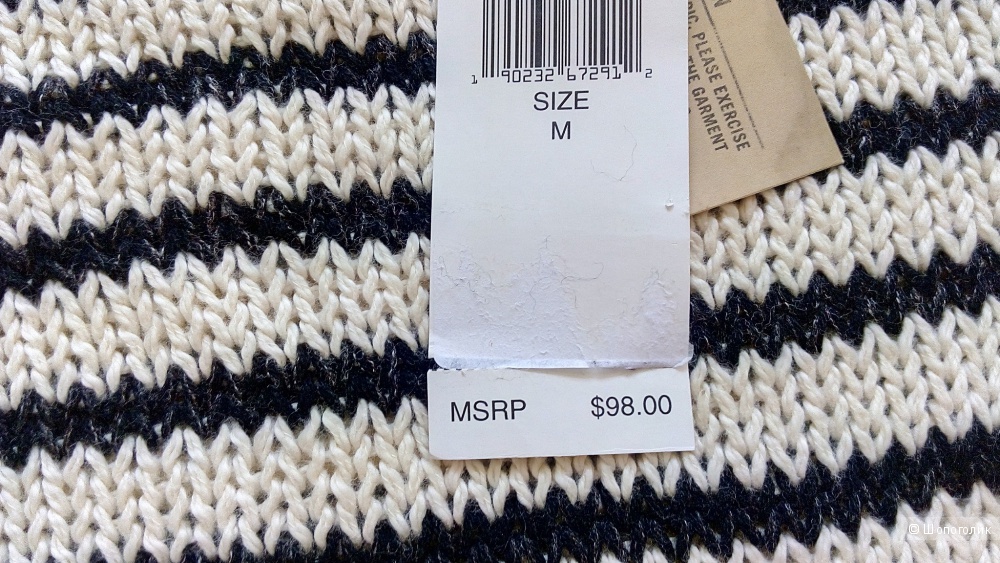 1 90232 67291 2
SIZE
M
MSRP $98.00
PLEASE EXERCISE
THE GARMENT
© Шопоголик